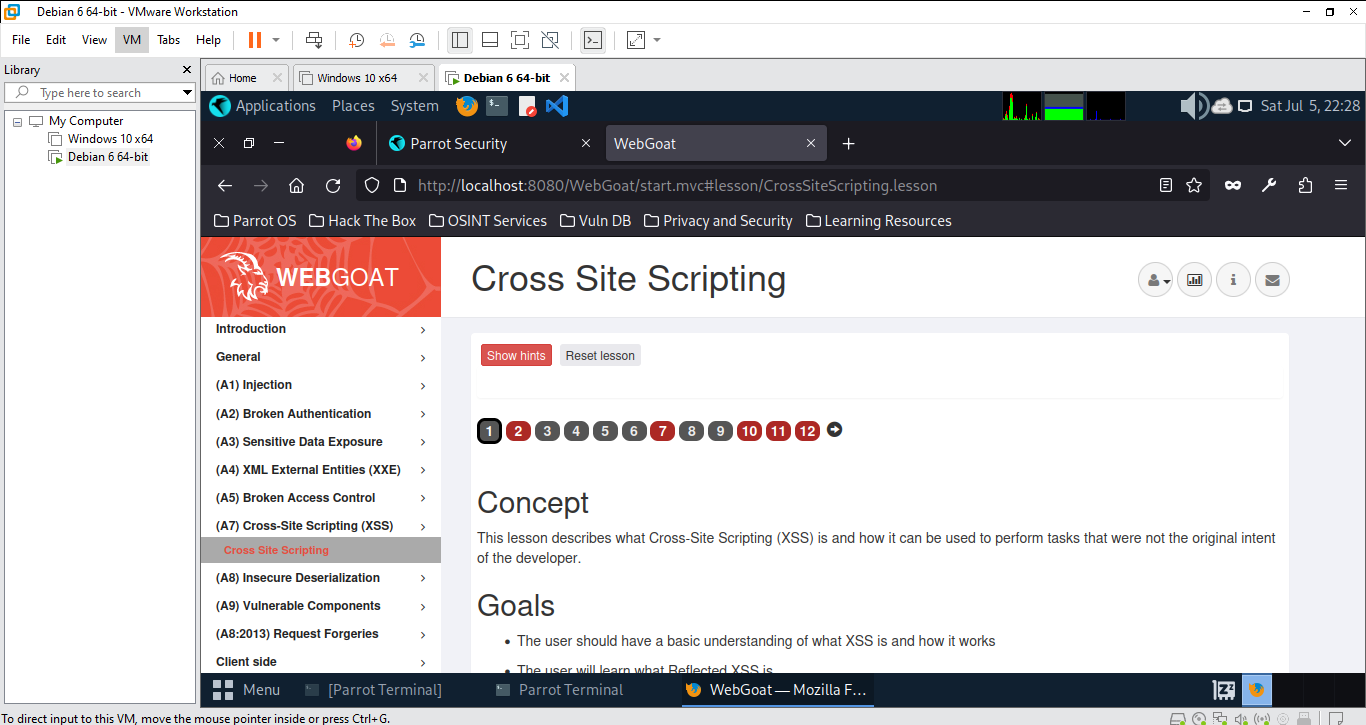 Debian 6 64-bit - VMware Workstation
File Edit View VM Tabs Help
Library
Type here to search
My Computer
Windows 10 x64
Debian 6 64-bit
Home Windows 10 x64 Debian 6 64-bit
Applications Places System Sat Jul 5, 22:28
Parrot Security WebGoat
http://localhost:8080/WebGoat/start.mvc#lesson/CrossSiteScripting.lesson
Parrot OS Hack The Box OSINT Services Vuln DB Privacy and Security Learning Resources
WEBGOAT
Introduction
General
(A1) Injection
(A2) Broken Authentication
(A3) Sensitive Data Exposure
(A4) XML External Entities (XXE)
(A5) Broken Access Control
(A7) Cross-Site Scripting (XSS)
Cross Site Scripting
(A8) Insecure Deserialization
(A9) Vulnerable Components
(A8:2013) Request Forgeries
Client side
Cross Site Scripting
Show hints Reset lesson
1 2 3 4 5 6 7 8 9 10 11 12
Concept
This lesson describes what Cross-Site Scripting (XSS) is and how it can be used to perform tasks that were not the original intent
of the developer.
Goals
• The user should have a basic understanding of what XSS is and how it works
• The user will learn what Reflected XSS is
Menu [Parrot Terminal] Parrot Terminal WebGoat — Mozilla F...
To direct input to this VM, move the mouse pointer inside or press Ctrl+G.